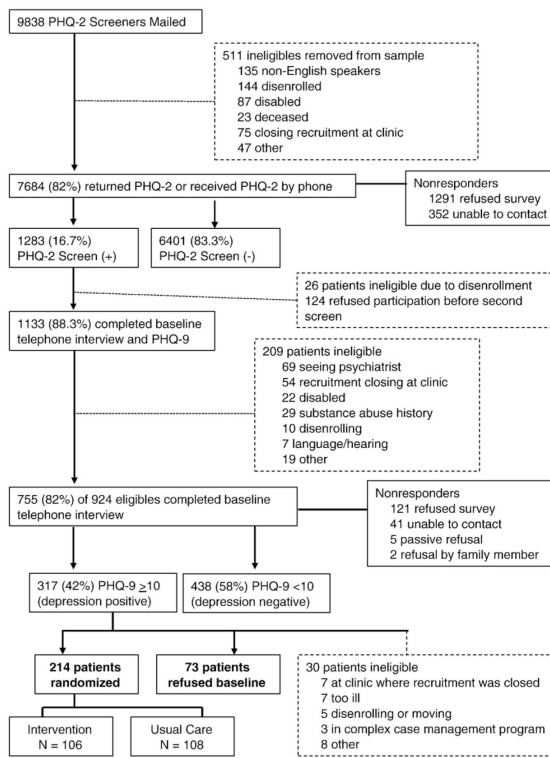 9838 PHQ-2 Screeners Mailed
511 ineligibles removed from sample
135 non-English speakers
144 disenrolled
87 disabled
23 deceased
75 closing recruitment at clinic
47 other
7684 (82%) returned PHQ-2 or received PHQ-2 by phone
Nonresponders
1291 refused survey
352 unable to contact
1283 (16.7%)
PHQ-2 Screen (+)
6401 (83.3%)
PHQ-2 Screen (-)
26 patients ineligible due to disenrollment
124 refused participation before second
screen
1133 (88.3%) completed baseline
telephone interview and PHQ-9
209 patients ineligible
69 seeing psychiatrist
54 recruitment closing at clinic
22 disabled
29 substance abuse history
10 disenrolling
7 language/hearing
19 other
755 (82%) of 924 eligibles completed baseline
telephone interview
Nonresponders
121 refused survey
41 unable to contact
5 passive refusal
2 refusal by family member
317 (42%) PHQ-9 ≥10
(depression positive)
438 (58%) PHQ-9 <10
(depression negative)
214 patients
randomized
73 patients
refused baseline
30 patients ineligible
7 at clinic where recruitment was closed
7 too ill
5 disenrolling or moving
3 in complex case management program
8 other
Intervention
N = 106
Usual Care
N = 108